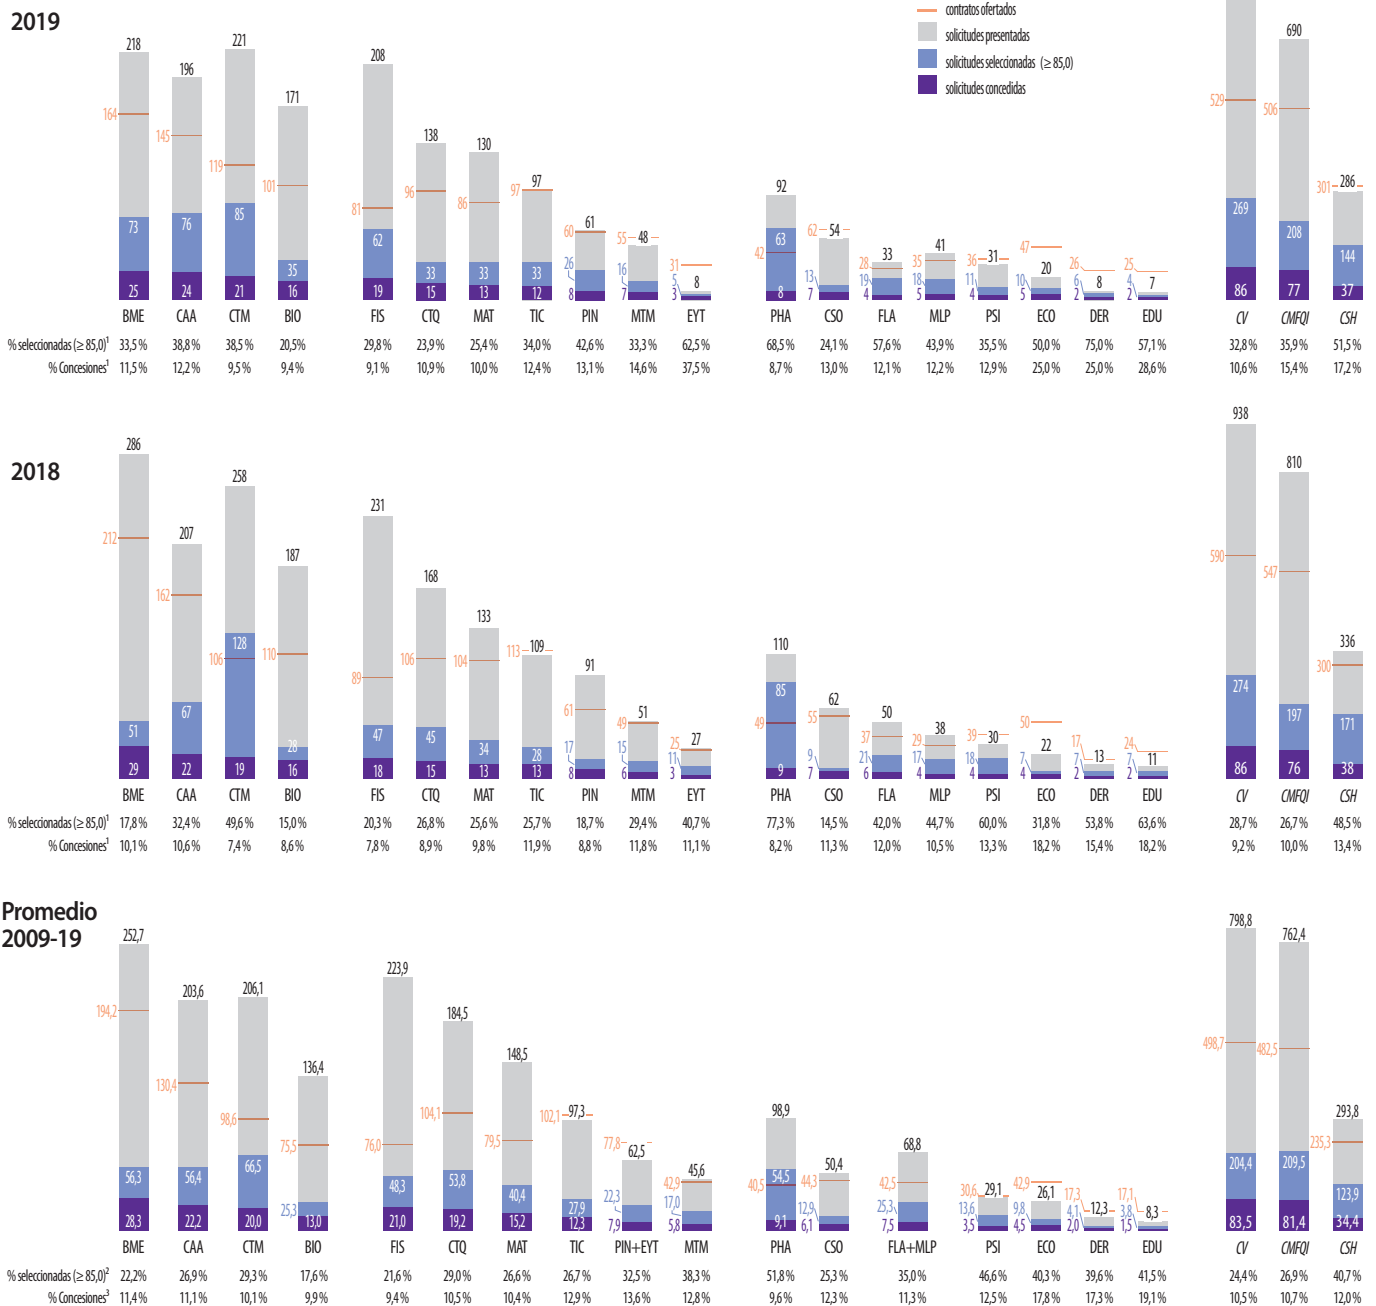 contratos ofertados
solicitudes presentadas
solicitudes seleccionadas (≥ 85,0)
solicitudes concedidas
2019
218 196 221 171 208 138 130 97 61 48 8 92 54 33 41 31 20 8 7 690 286
164 145 119 101 81 96 86 97 60 55 31 42 62 28 35 36 47 26 25 529 506 301
73 76 85 35 62 33 33 33 26 16 5 63 13 19 18 11 10 6 4 269 208 144
25 24 21 16 19 15 13 12 8 7 3 8 7 4 5 4 5 2 2 86 77 37
BME CAA CTM BIO FIS CTQ MAT TIC PIN MTM EYT PHA CSO FLA MLP PSI ECO DER EDU CV CMFQI CSH
% seleccionadas (≥ 85,0)¹ 33,5 % 38,8 % 38,5 % 20,5 % 29,8 % 23,9 % 25,4 % 34,0 % 42,6 % 33,3 % 62,5 % 68,5 % 24,1 % 57,6 % 43,9 % 35,5 % 50,0 % 75,0 % 57,1 % 32,8 % 35,9 % 51,5 %
% Concesiones¹ 11,5 % 12,2 % 9,5 % 9,4 % 9,1 % 10,9 % 10,0 % 12,4 % 13,1 % 14,6 % 37,5 % 8,7 % 13,0 % 12,1 % 12,2 % 12,9 % 25,0 % 25,0 % 28,6 % 10,6 % 15,4 % 17,2 %
2018
286 207 258 187 231 168 133 109 91 51 27 110 62 50 38 30 22 13 11 938 810 336
212 162 106 110 89 106 104 113 61 49 25 49 55 37 29 39 50 17 24 590 547 300
51 67 128 28 47 45 34 28 17 15 11 85 9 21 17 18 7 7 7 274 197 171
29 22 19 16 18 15 13 13 8 6 3 9 7 6 4 4 4 2 2 86 76 38
BME CAA CTM BIO FIS CTQ MAT TIC PIN MTM EYT PHA CSO FLA MLP PSI ECO DER EDU CV CMFQI CSH
% seleccionadas (≥ 85,0)¹ 17,8 % 32,4 % 49,6 % 15,0 % 20,3 % 26,8 % 25,6 % 25,7 % 18,7 % 29,4 % 40,7 % 77,3 % 14,5 % 42,0 % 44,7 % 60,0 % 31,8 % 53,8 % 63,6 % 28,7 % 26,7 % 48,5 %
% Concesiones¹ 10,1 % 10,6 % 7,4 % 8,6 % 7,8 % 8,9 % 9,8 % 11,9 % 8,8 % 11,8 % 11,1 % 8,2 % 11,3 % 12,0 % 10,5 % 13,3 % 18,2 % 15,4 % 18,2 % 9,2 % 10,0 % 13,4 %
Promedio
2009-19
252,7 203,6 206,1 136,4 223,9 184,5 148,5 97,3 62,5 45,6 98,9 50,4 68,8 29,1 26,1 12,3 8,3 798,8 762,4 293,8
194,2 130,4 98,6 75,5 76,0 104,1 79,5 102,1 77,8 42,9 40,5 44,3 42,5 30,6 42,9 17,3 17,1 498,7 482,5 235,3
56,3 56,4 66,5 25,3 48,3 53,8 40,4 27,9 22,3 17,0 54,5 12,9 25,3 13,6 9,8 4,1 3,8 204,4 209,5 123,9
28,3 22,2 20,0 13,0 21,0 19,2 15,2 12,3 7,9 5,8 9,1 6,1 7,5 3,5 4,5 2,0 1,5 83,5 81,4 34,4
BME CAA CTM BIO FIS CTQ MAT TIC PIN+EYT MTM PHA CSO FLA+MLP PSI ECO DER EDU CV CMFQI CSH
% seleccionadas (≥ 85,0)² 22,2% 26,9 % 29,3 % 17,6 % 21,6 % 29,0 % 26,6 % 26,7 % 32,5 % 38,3 % 51,8 % 25,3 % 35,0 % 46,6 % 40,3 % 39,6 % 41,5 % 24,4 % 26,9 % 40,7 %
% Concesiones³ 11,4 % 11,1 % 10,1 % 9,9 % 9,4 % 10,5 % 10,4 % 12,9 % 13,6 % 12,8 % 9,6 % 12,3 % 11,3 % 12,5 % 17,8 % 17,3 % 19,1 % 10,5 % 10,7 % 12,0 %